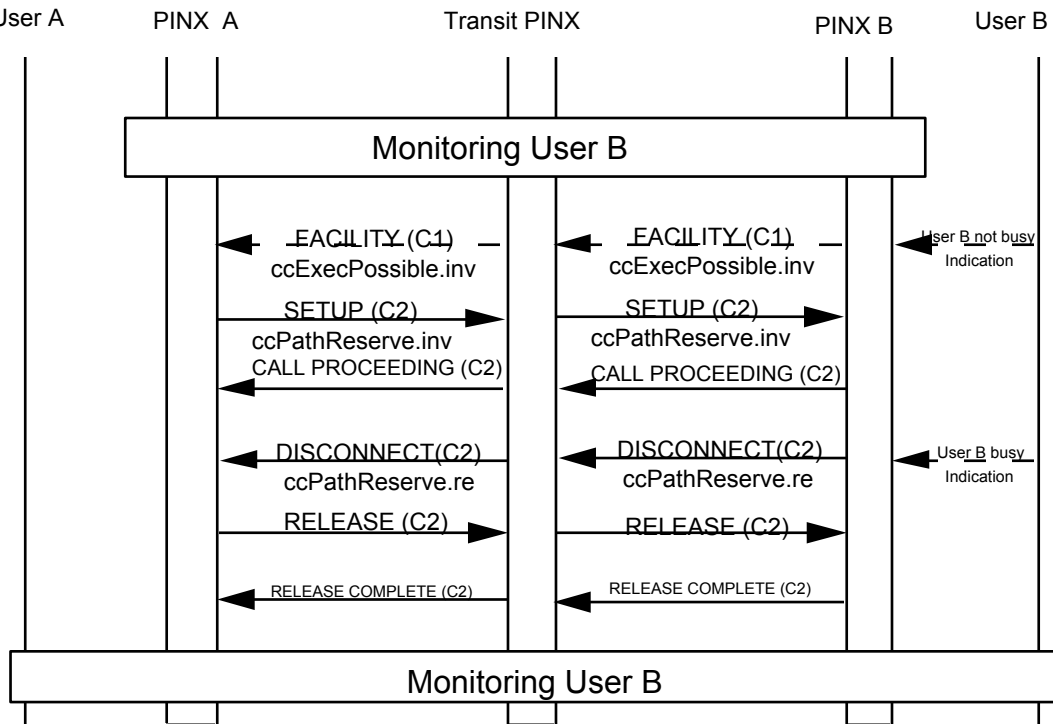 User A PINX A Transit PINX PINX B User B
Monitoring User B
FACILITY (C1) FACILITY (C1) User B not busy
ccExecPossible.inv ccExecPossible.inv Indication
SETUP (C2) SETUP (C2)
ccPathReserve.inv ccPathReserve.inv
CALL PROCEEDING (C2) CALL PROCEEDING (C2)
DISCONNECT(C2) DISCONNECT(C2) User B busy
ccPathReserve.re ccPathReserve.re Indication
RELEASE (C2) RELEASE (C2)
RELEASE COMPLETE (C2) RELEASE COMPLETE (C2)
Monitoring User B